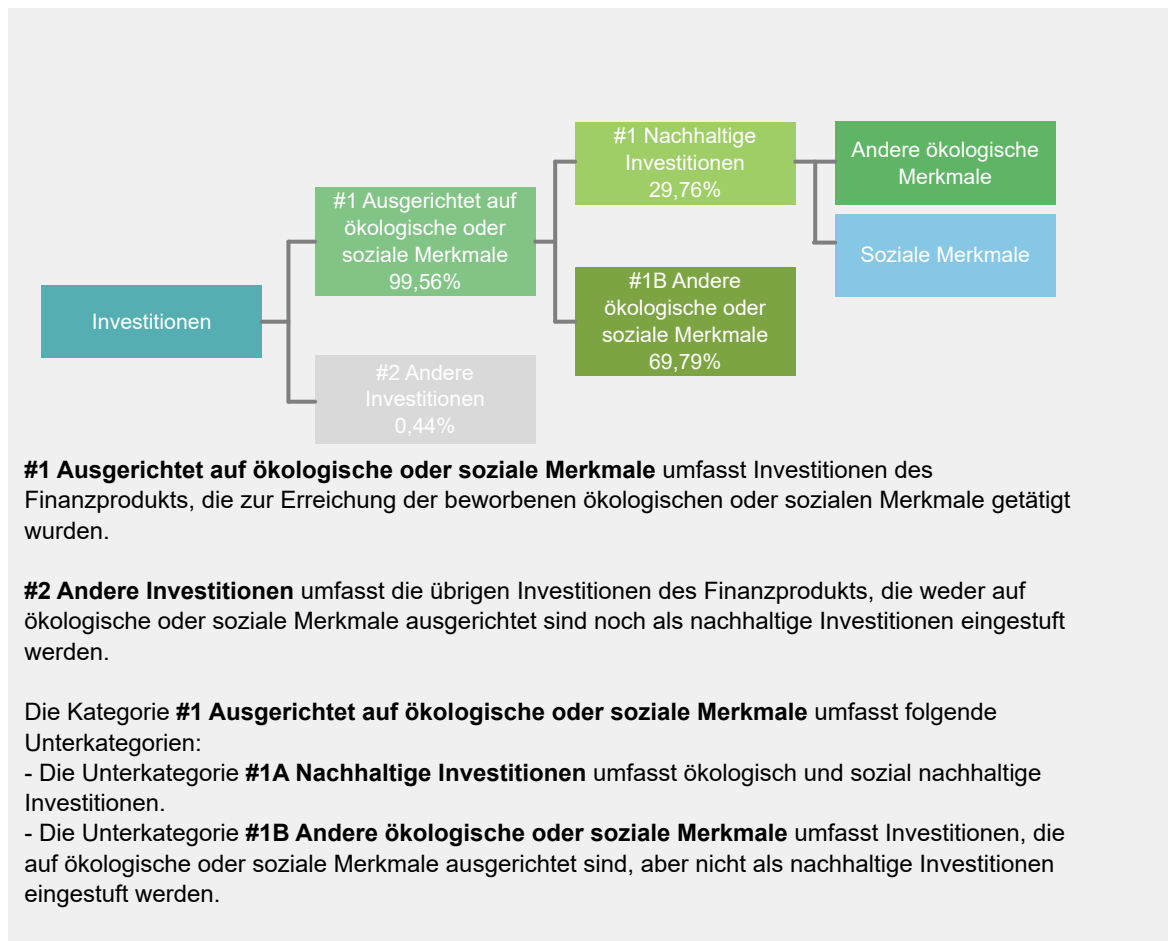 #1 Nachhaltige
Investitionen
29,76%
Andere ökologische
Merkmale
#1 Ausgerichtet auf
ökologische oder
soziale Merkmale
99,56%
Soziale Merkmale
#1B Andere
ökologische oder
soziale Merkmale
69,79%
Investitionen
#2 Andere
Investitionen
0,44%
#1 Ausgerichtet auf ökologische oder soziale Merkmale umfasst Investitionen des
Finanzprodukts, die zur Erreichung der beworbenen ökologischen oder sozialen Merkmale getätigt
wurden.
#2 Andere Investitionen umfasst die übrigen Investitionen des Finanzprodukts, die weder auf
ökologische oder soziale Merkmale ausgerichtet sind noch als nachhaltige Investitionen eingestuft
werden.
Die Kategorie #1 Ausgerichtet auf ökologische oder soziale Merkmale umfasst folgende
Unterkategorien:
- Die Unterkategorie #1A Nachhaltige Investitionen umfasst ökologisch und sozial nachhaltige
Investitionen.
- Die Unterkategorie #1B Andere ökologische oder soziale Merkmale umfasst Investitionen, die
auf ökologische oder soziale Merkmale ausgerichtet sind, aber nicht als nachhaltige Investitionen
eingestuft werden.